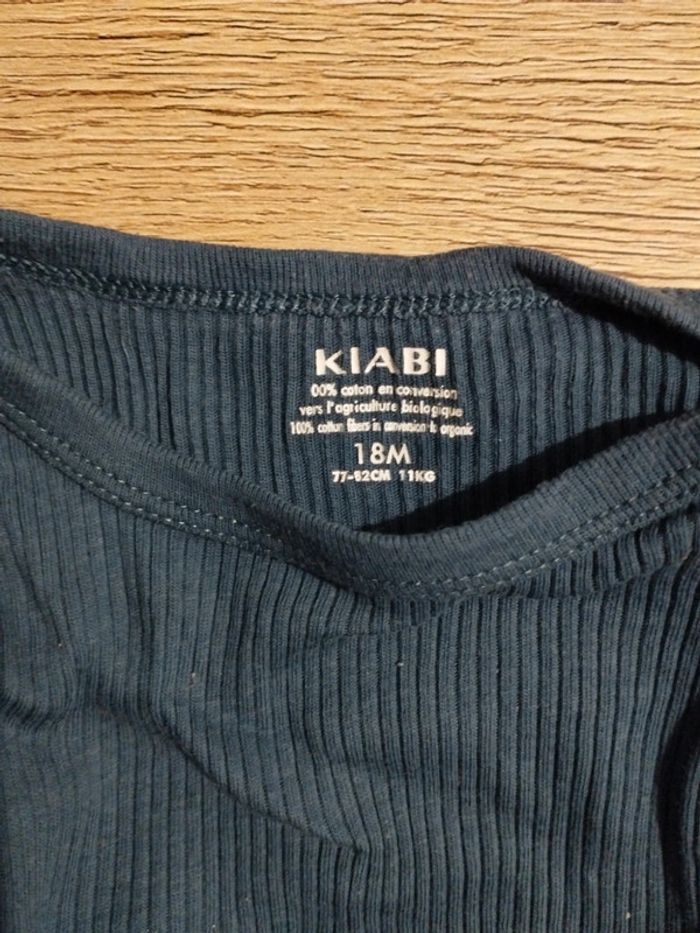 KIABI
00% coton en conversion
vers l'agriculture biologique
100% cotton fibers in conversion to organic
18M
77-82CM 11KG